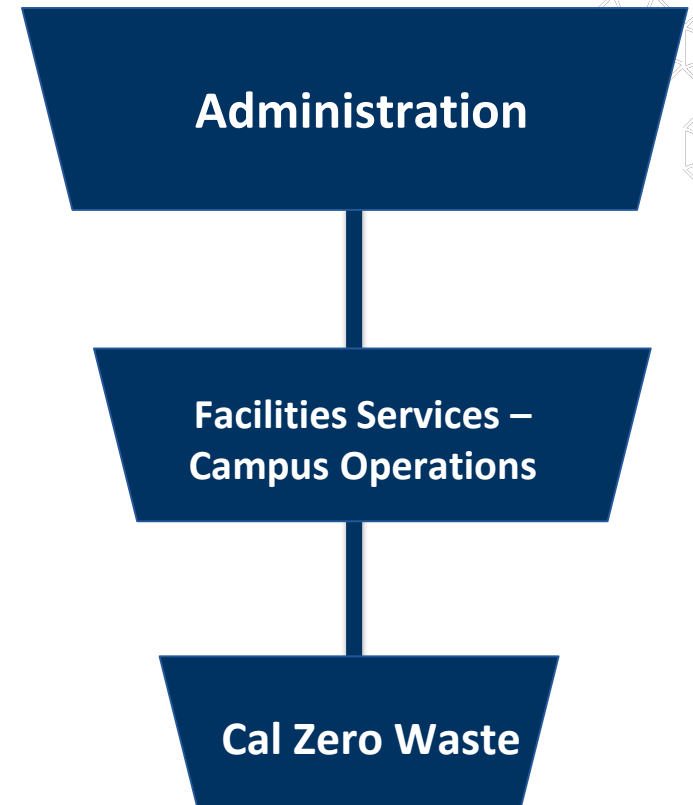 Administration
Facilities Services –
Campus Operations
Cal Zero Waste